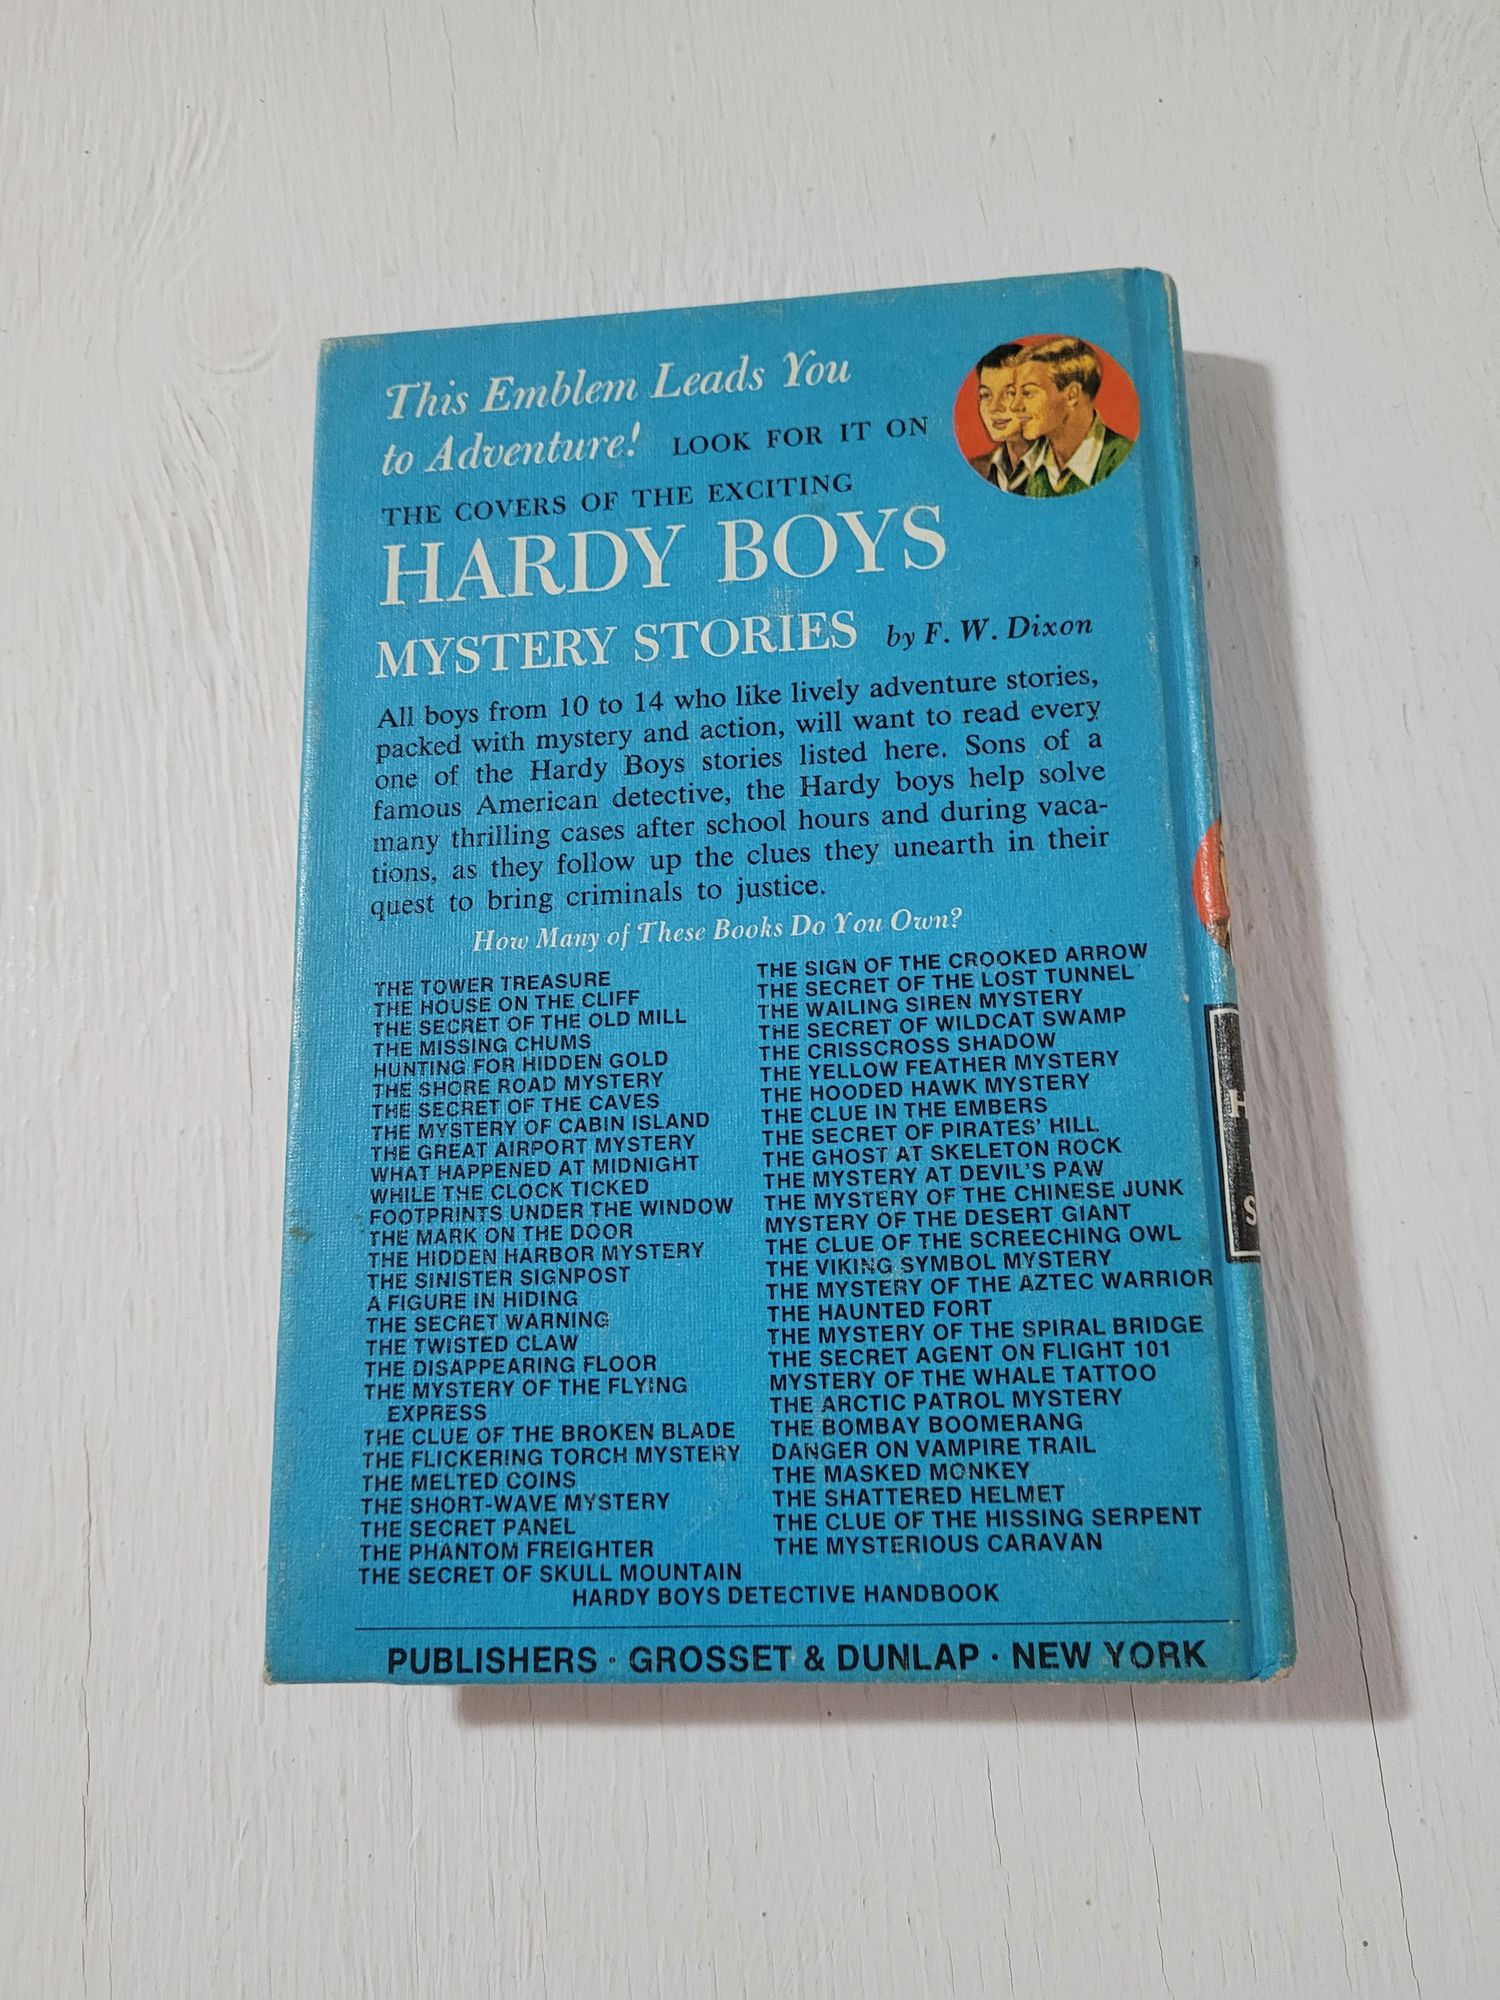 This Emblem Leads You
to Adventure! LOOK FOR IT ON
THE COVERS OF THE EXCITING
HARDY BOYS
MYSTERY STORIES by F. W. Dixon
All boys from 10 to 14 who like lively adventure stories,
packed with mystery and action, will want to read every
one of the Hardy Boys stories listed here. Sons of a
famous American detective, the Hardy boys help solve
many thrilling cases after school hours and during vaca-
tions, as they follow up the clues they unearth in their
quest to bring criminals to justice.
How Many of These Books Do You Own?
THE TOWER TREASURE
THE HOUSE ON THE CLIFF
THE SECRET OF THE OLD MILL
THE MISSING CHUMS
HUNTING FOR HIDDEN GOLD
THE SHORE ROAD MYSTERY
THE SECRET OF THE CAVES
THE MYSTERY OF CABIN ISLAND
THE GREAT AIRPORT MYSTERY
WHAT HAPPENED AT MIDNIGHT
WHILE THE CLOCK TICKED
FOOTPRINTS UNDER THE WINDOW
THE MARK ON THE DOOR
THE HIDDEN HARBOR MYSTERY
THE SINISTER SIGNPOST
A FIGURE IN HIDING
THE SECRET WARNING
THE TWISTED CLAW
THE DISAPPEARING FLOOR
THE MYSTERY OF THE FLYING
EXPRESS
THE CLUE OF THE BROKEN BLADE
THE FLICKERING TORCH MYSTERY
THE MELTED COINS
THE SHORT-WAVE MYSTERY
THE SECRET PANEL
THE PHANTOM FREIGHTER
THE SECRET OF SKULL MOUNTAIN
THE SIGN OF THE CROOKED ARROW
THE SECRET OF THE LOST TUNNEL
THE WAILING SIREN MYSTERY
THE SECRET OF WILDCAT SWAMP
THE CRISSCROSS SHADOW
THE YELLOW FEATHER MYSTERY
THE HOODED HAWK MYSTERY
THE CLUE IN THE EMBERS
THE SECRET OF PIRATES' HILL
THE GHOST AT SKELETON ROCK
THE MYSTERY AT DEVIL'S PAW
THE MYSTERY OF THE CHINESE JUNK
MYSTERY OF THE DESERT GIANT
THE CLUE OF THE SCREECHING OWL
THE VIKING SYMBOL MYSTERY
THE MYSTERY OF THE AZTEC WARRIOR
THE HAUNTED FORT
THE MYSTERY OF THE SPIRAL BRIDGE
THE SECRET AGENT ON FLIGHT 101
MYSTERY OF THE WHALE TATTOO
THE ARCTIC PATROL MYSTERY
THE BOMBAY BOOMERANG
DANGER ON VAMPIRE TRAIL
THE MASKED MONKEY
THE SHATTERED HELMET
THE CLUE OF THE HISSING SERPENT
THE MYSTERIOUS CARAVAN
HARDY BOYS DETECTIVE HANDBOOK
PUBLISHERS · GROSSET & DUNLAP · NEW YORK